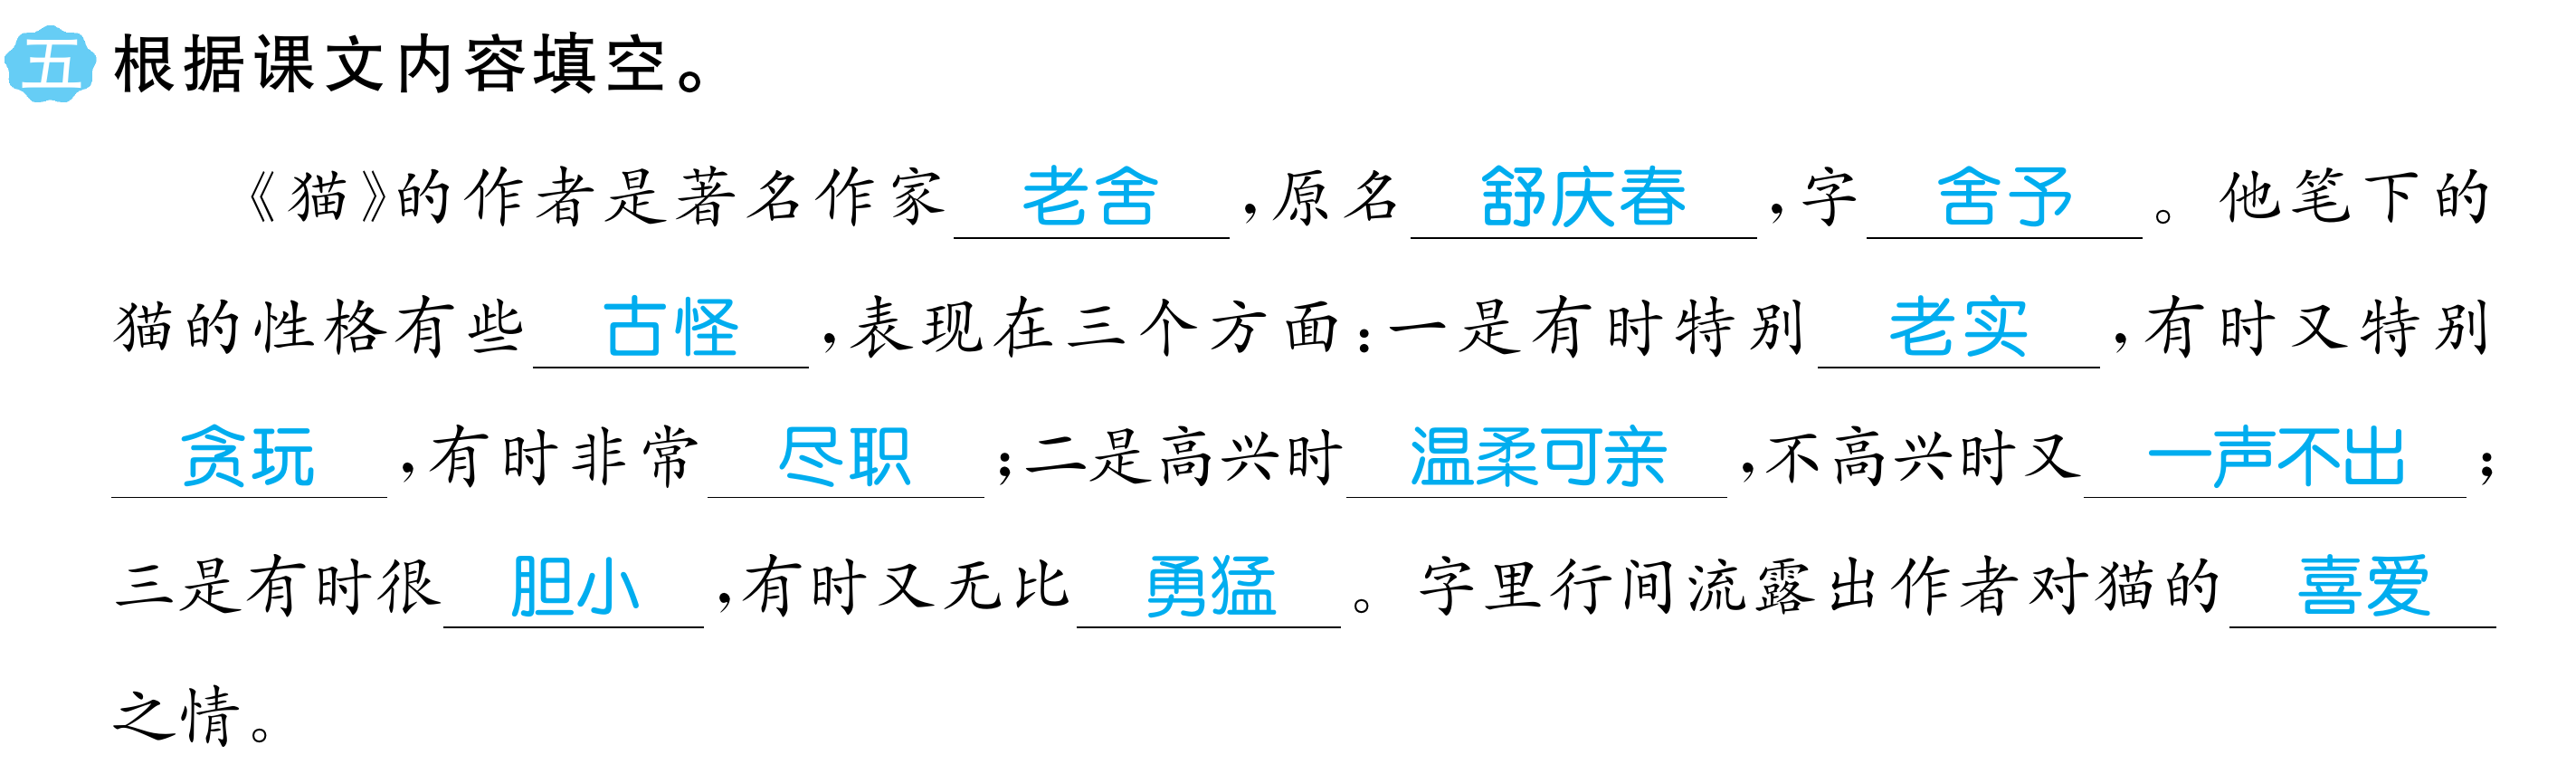 五 根据课文内容填空。
《猫》的作者是著名作家 老舍 ,原名 舒庆春 ,字 舍予 。他笔下的
猫的性格有些 古怪 ,表现在三个方面:一是有时特别 老实 ,有时又特别
贪玩 ,有时非常 尽职 ;二是高兴时 温柔可亲 ,不高兴时又 一声不出 ;
三是有时很 胆小 ,有时又无比 勇猛 。字里行间流露出作者对猫的 喜爱
之情。